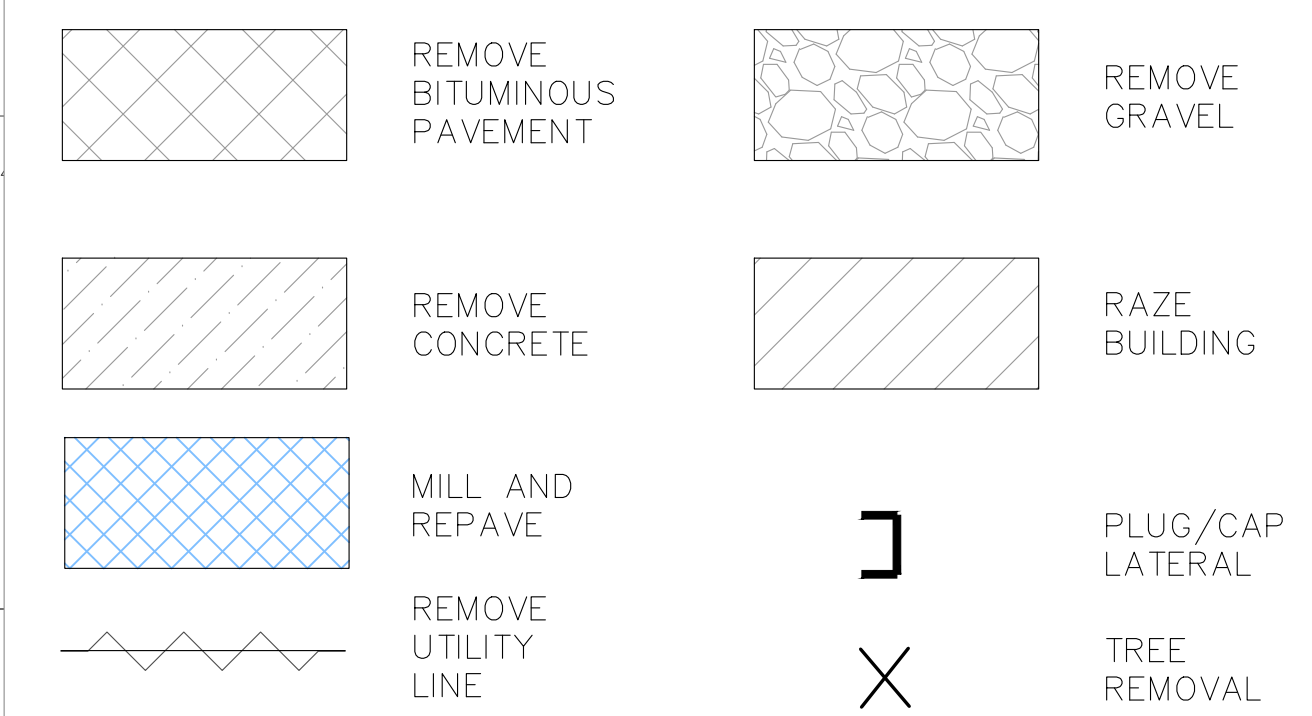 REMOVE
BITUMINOUS
PAVEMENT
REMOVE
GRAVEL
REMOVE
CONCRETE
RAZE
BUILDING
MILL AND
REPAVE
PLUG/CAP
LATERAL
REMOVE
UTILITY
LINE
TREE
REMOVAL